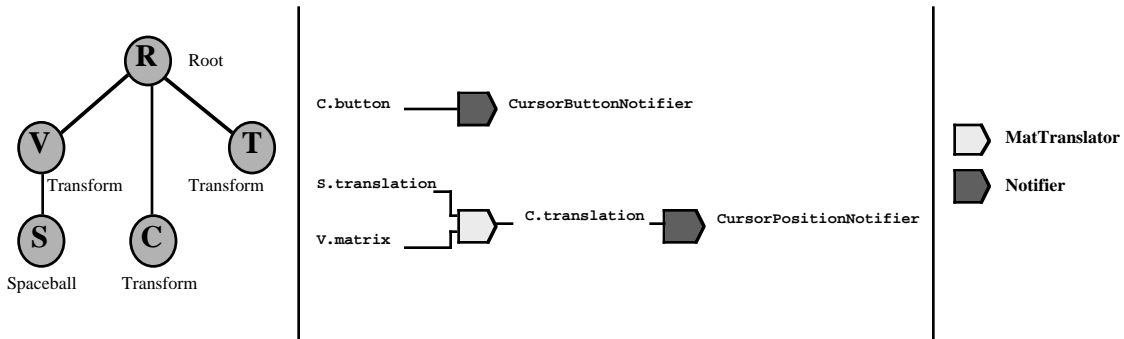 R Root
V T
Transform Transform
S C
Spaceball Transform
C.button CursorButtonNotifier
S.translation
C.translation CursorPositionNotifier
V.matrix
MatTranslator
Notifier